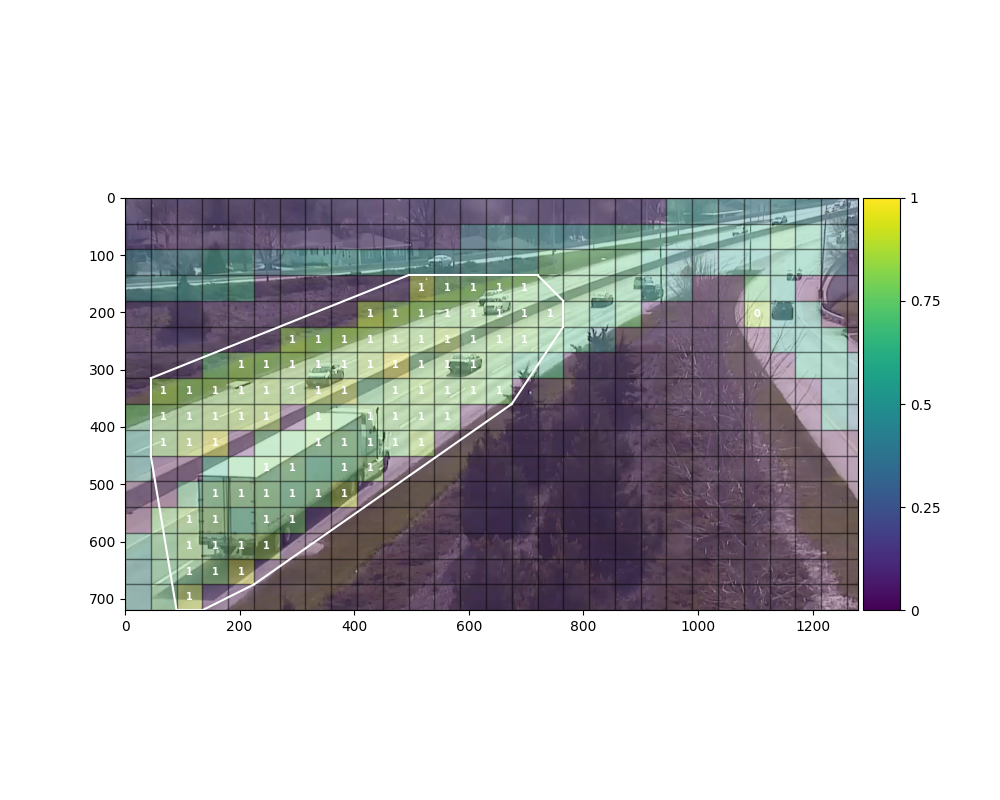 0 1
100
1 1 1 1 1
0.75
200 1 1 1 1 1 1 1 1 0
1 1 1 1 1 1 1 1 1 1
300 1 1 1 1 1 1 1 1 1 1
1 1 1 1 1 1 1 1 1 1 1 1 1
0.5
400 1 1 1 1 1 1 1 1 1 1
1 1 1 1 1 1 1 1
1 1 1 1
500 1 1 1 1 1 1
0.25
1 1 1 1
600 1 1 1 1
1 1 1
700 1
0
0 200 400 600 800 1000 1200